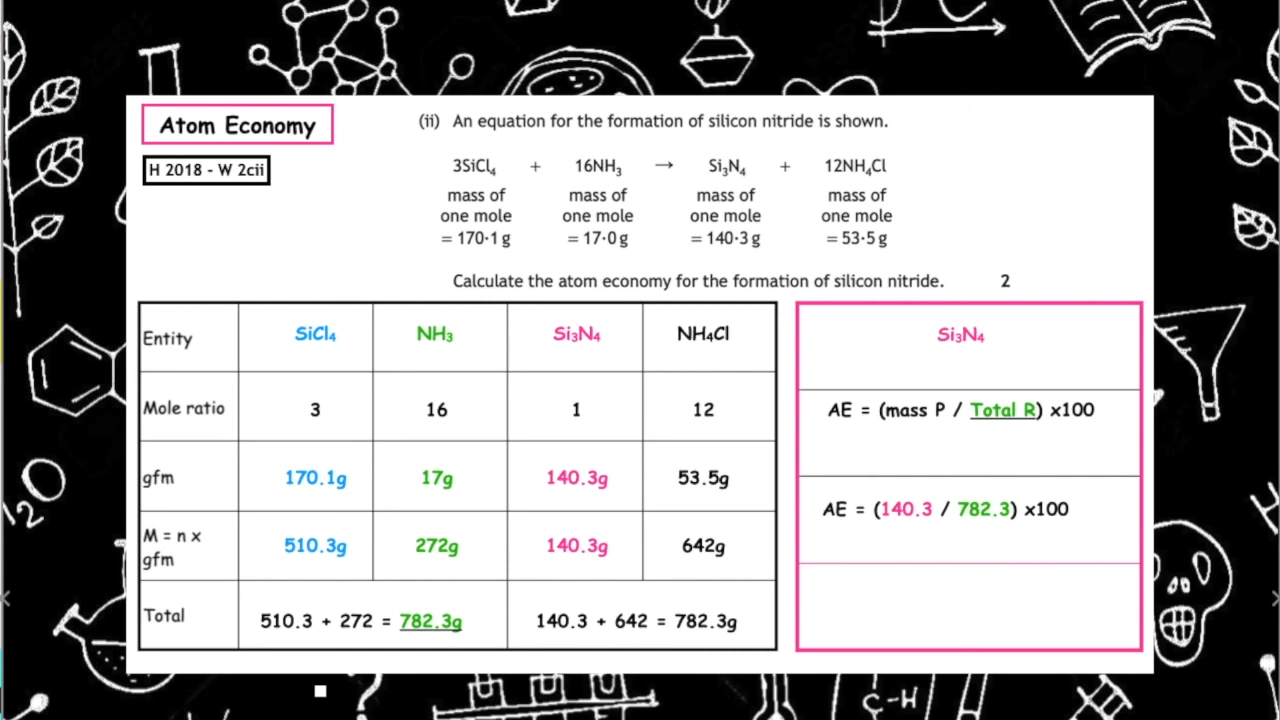 Atom Economy
H 2018 - W 2cii
(ii) An equation for the formation of silicon nitride is shown.
3SiCl₄ + 16NH₃ → Si₃N₄ + 12NH₄Cl
mass of mass of mass of mass of
one mole one mole one mole one mole
= 170·1 g = 17·0 g = 140·3 g = 53·5 g
Calculate the atom economy for the formation of silicon nitride. 2
Entity SiCl₄ NH₃ Si₃N₄ NH₄Cl
Mole ratio 3 16 1 12
gfm 170.1g 17g 140.3g 53.5g
M = n x
gfm 510.3g 272g 140.3g 642g
Total 510.3 + 272 = 782.3g 140.3 + 642 = 782.3g
Si₃N₄
AE = (mass P / Total R) x100
AE = (140.3 / 782.3) x100
H₂O
C-H